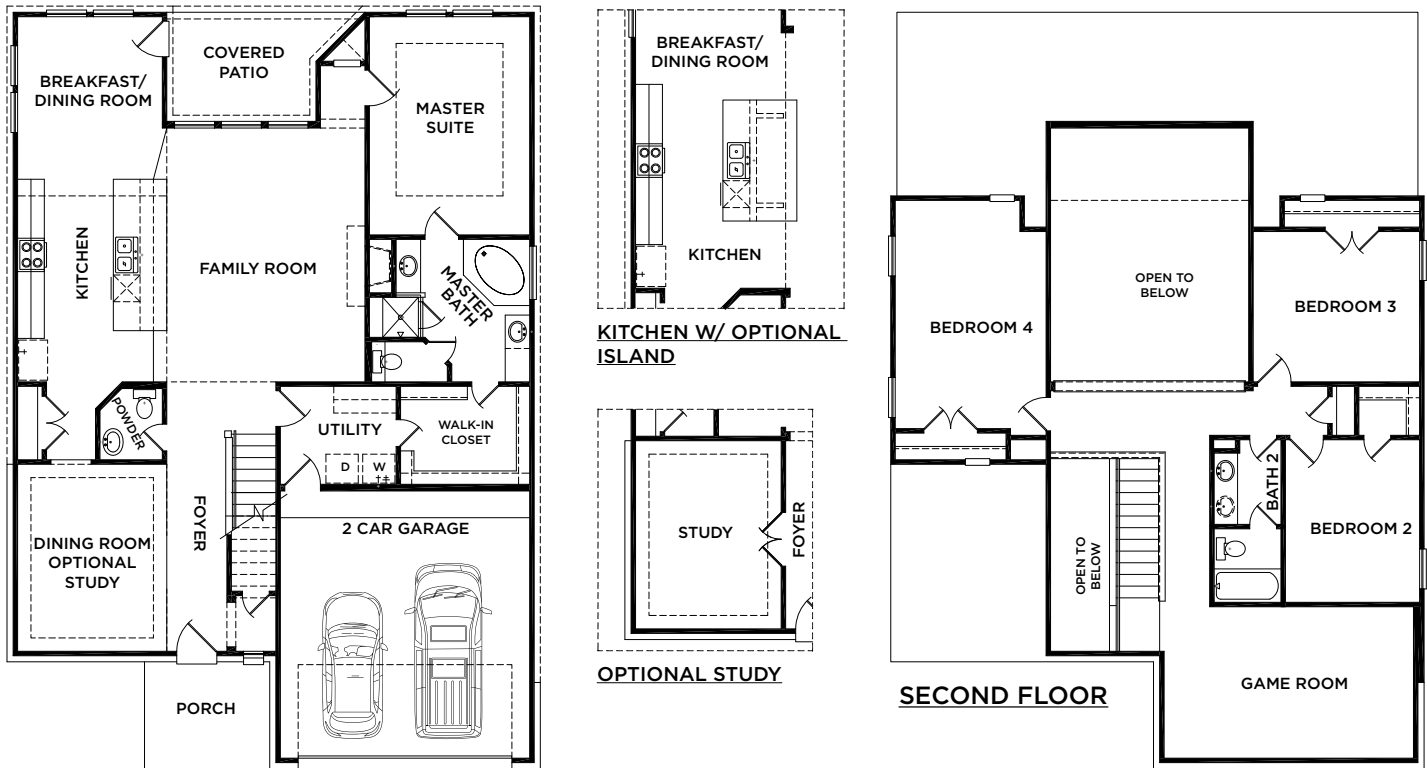 BREAKFAST/
DINING ROOM
COVERED
PATIO
MASTER
SUITE
KITCHEN
FAMILY ROOM
MASTER
BATH
POWDER
UTILITY
WALK-IN
CLOSET
D
W
FOYER
DINING ROOM
OPTIONAL
STUDY
2 CAR GARAGE
PORCH
BREAKFAST/
DINING ROOM
KITCHEN
KITCHEN W/ OPTIONAL
ISLAND
STUDY
FOYER
OPTIONAL STUDY
OPEN TO
BELOW
BEDROOM 4
BEDROOM 3
BATH 2
BEDROOM 2
OPEN TO
BELOW
GAME ROOM
SECOND FLOOR